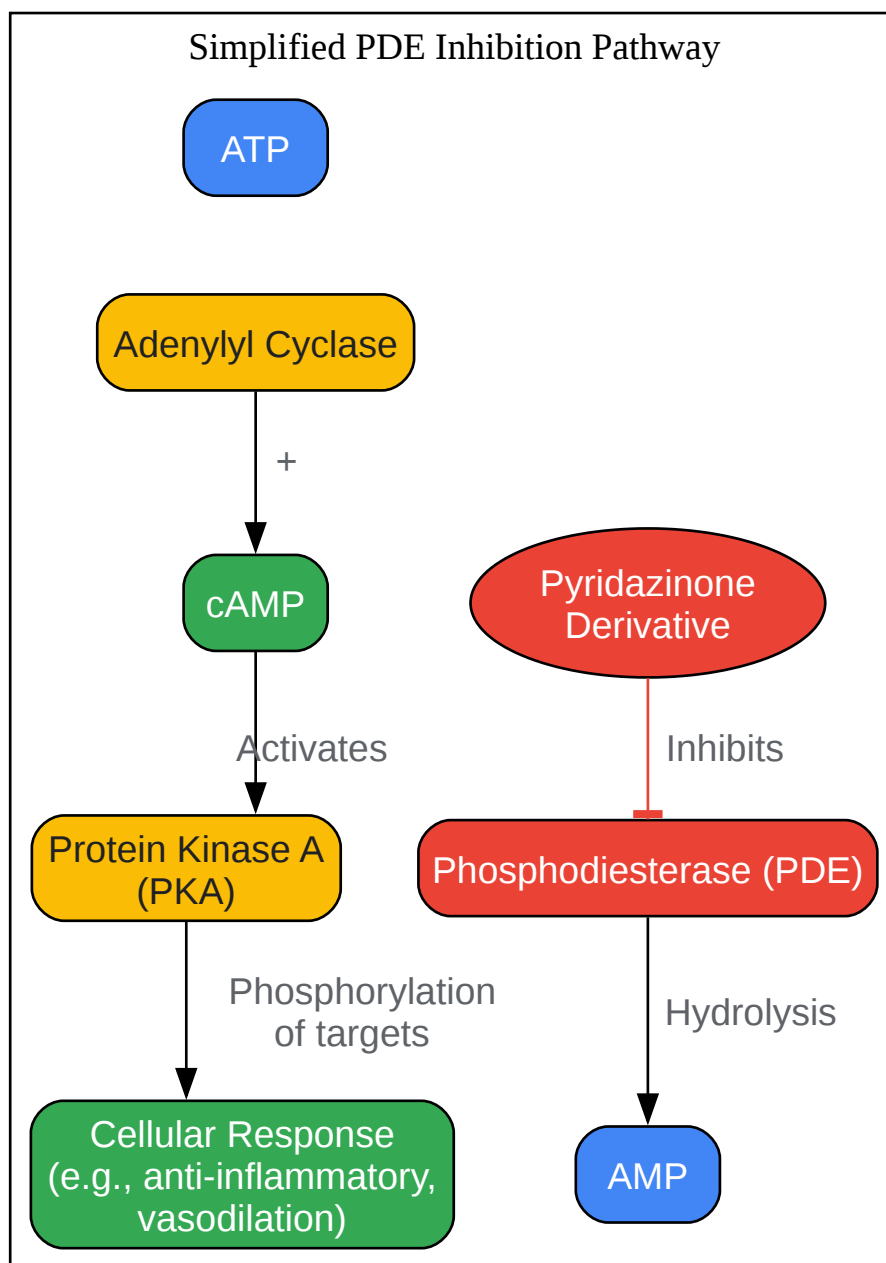 Simplified PDE Inhibition Pathway
ATP
Adenylyl Cyclase
+
cAMP
Pyridazinone
Derivative
Activates
Inhibits
Protein Kinase A
(PKA)
Phosphodiesterase (PDE)
Phosphorylation
of targets
Hydrolysis
Cellular Response
(e.g., anti-inflammatory,
vasodilation)
AMP